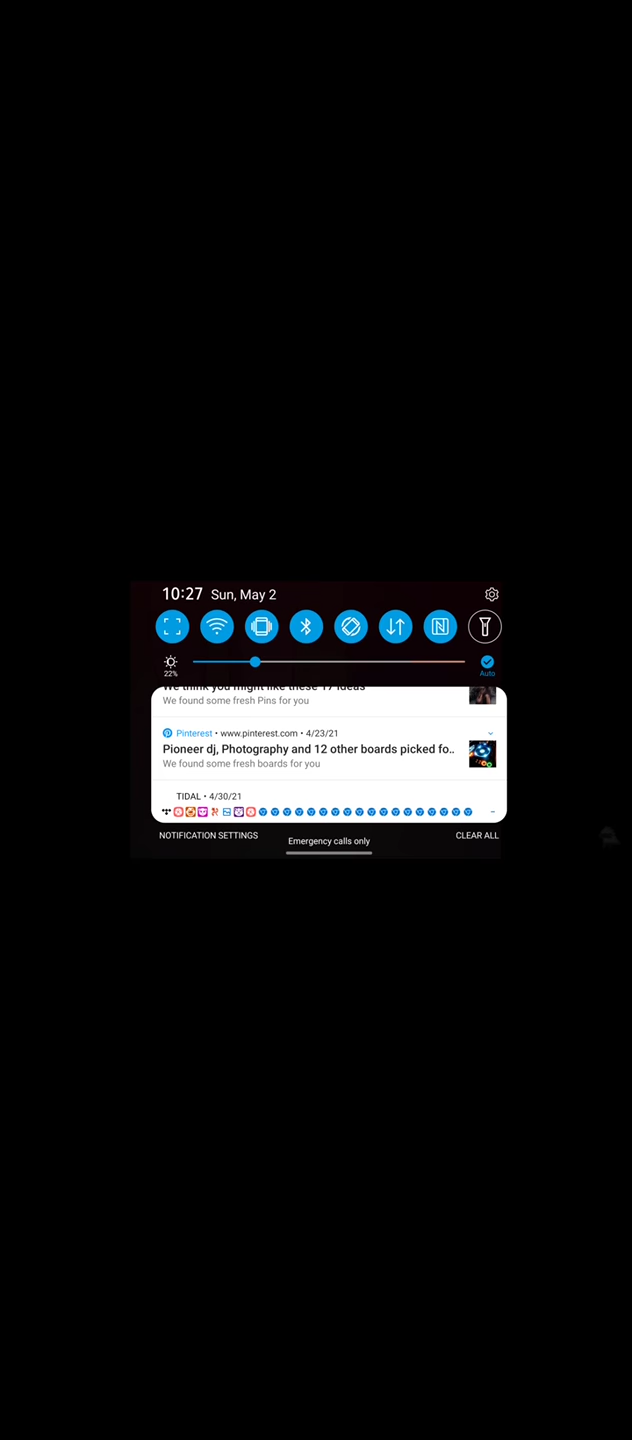 10:27 Sun, May 2
22%
Auto
We think you might like these 17 ideas
We found some fresh Pins for you
Pinterest • www.pinterest.com • 4/23/21
Pioneer dj, Photography and 12 other boards picked fo..
We found some fresh boards for you
TIDAL • 4/30/21
NOTIFICATION SETTINGS
Emergency calls only
CLEAR ALL